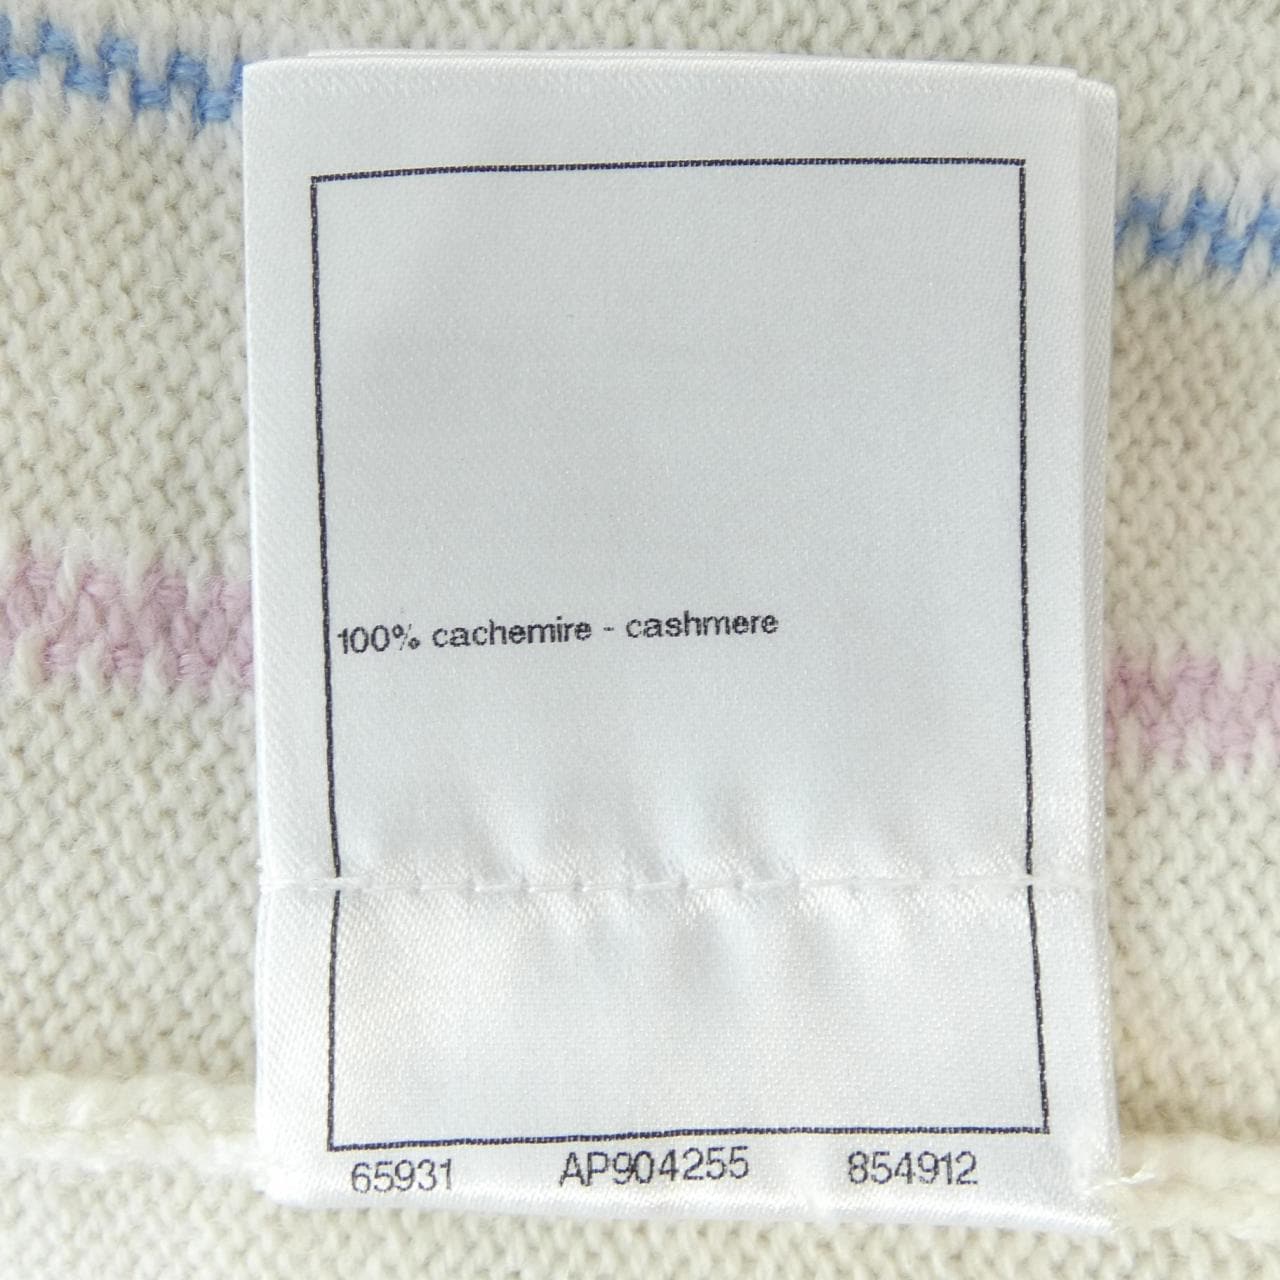 100% cachemire - cashmere
65931 AP904255 854912